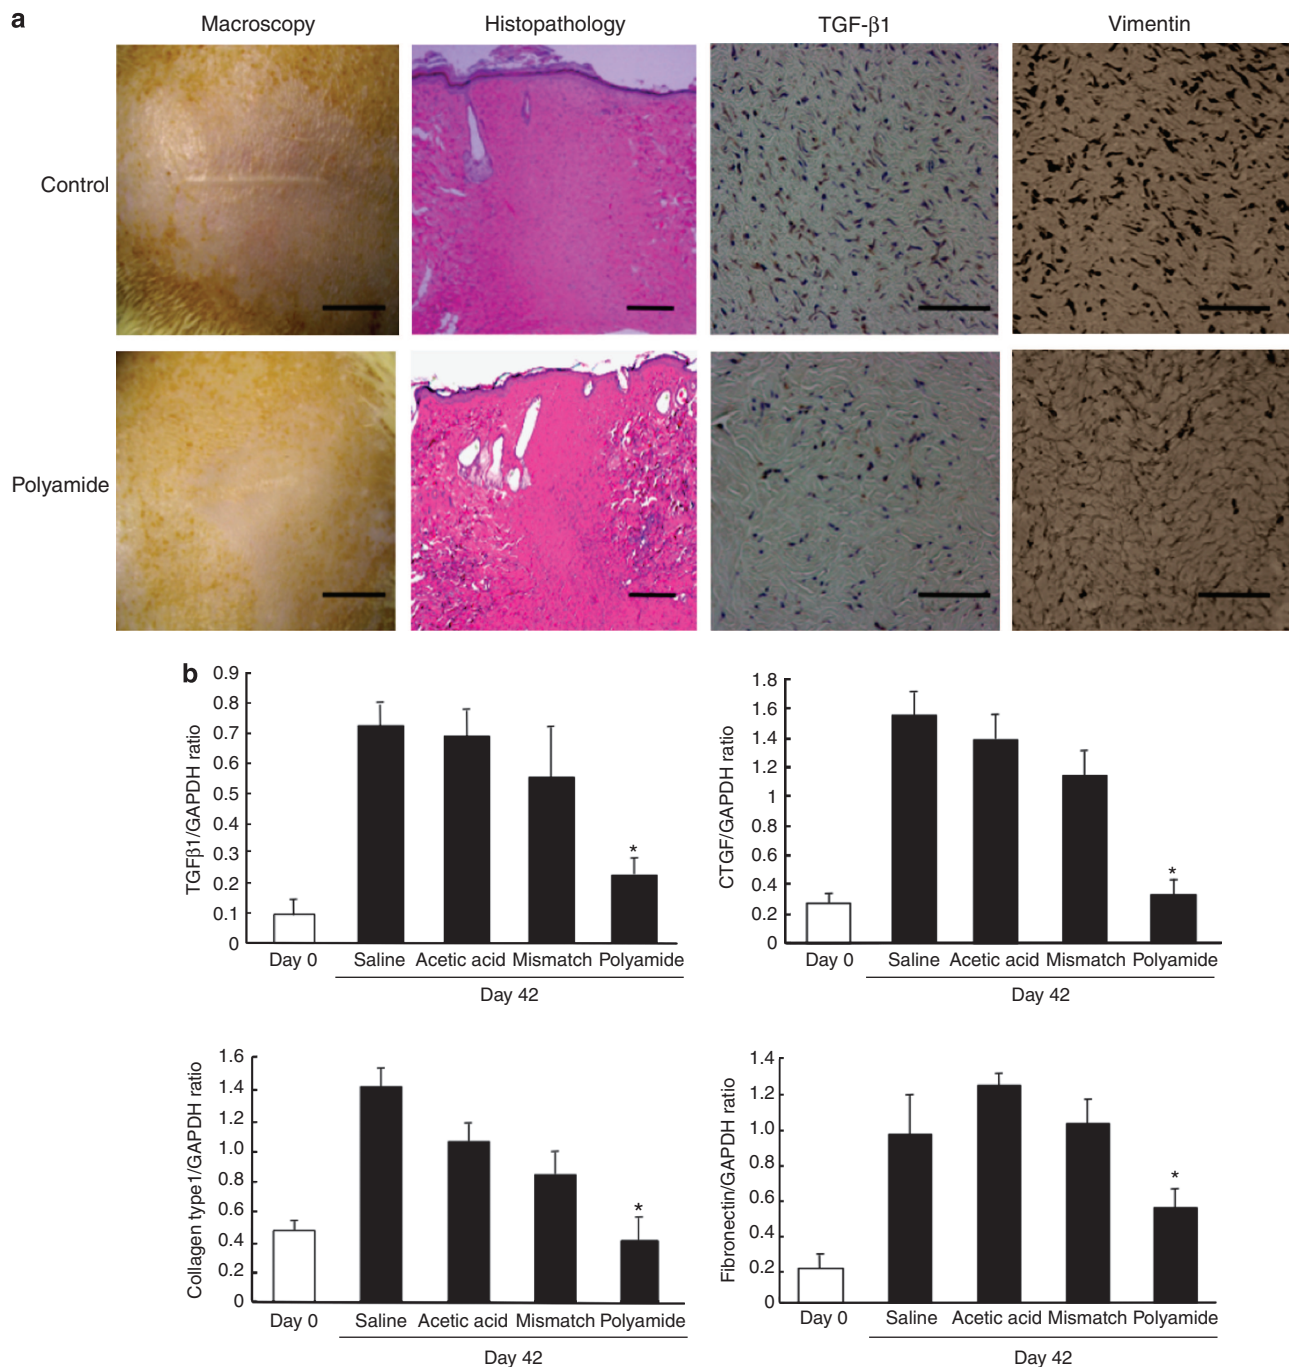 a
Macroscopy Histopathology TGF-β1 Vimentin
Control
Polyamide
b
TGFβ1/GAPDH ratio
0.9
0.8
0.7
0.6
0.5
0.4
0.3
0.2
0.1
0
*
Day 0 Saline Acetic acid Mismatch Polyamide
Day 42
CTGF/GAPDH ratio
1.8
1.6
1.4
1.2
1
0.8
0.6
0.4
0.2
0
*
Day 0 Saline Acetic acid Mismatch Polyamide
Day 42
Collagen type1/GAPDH ratio
1.6
1.4
1.2
1.0
0.8
0.6
0.4
0.2
0
*
Day 0 Saline Acetic acid Mismatch Polyamide
Day 42
Fibronectin/GAPDH ratio
1.4
1.2
1.0
0.8
0.6
0.4
0.2
0
*
Day 0 Saline Acetic acid Mismatch Polyamide
Day 42